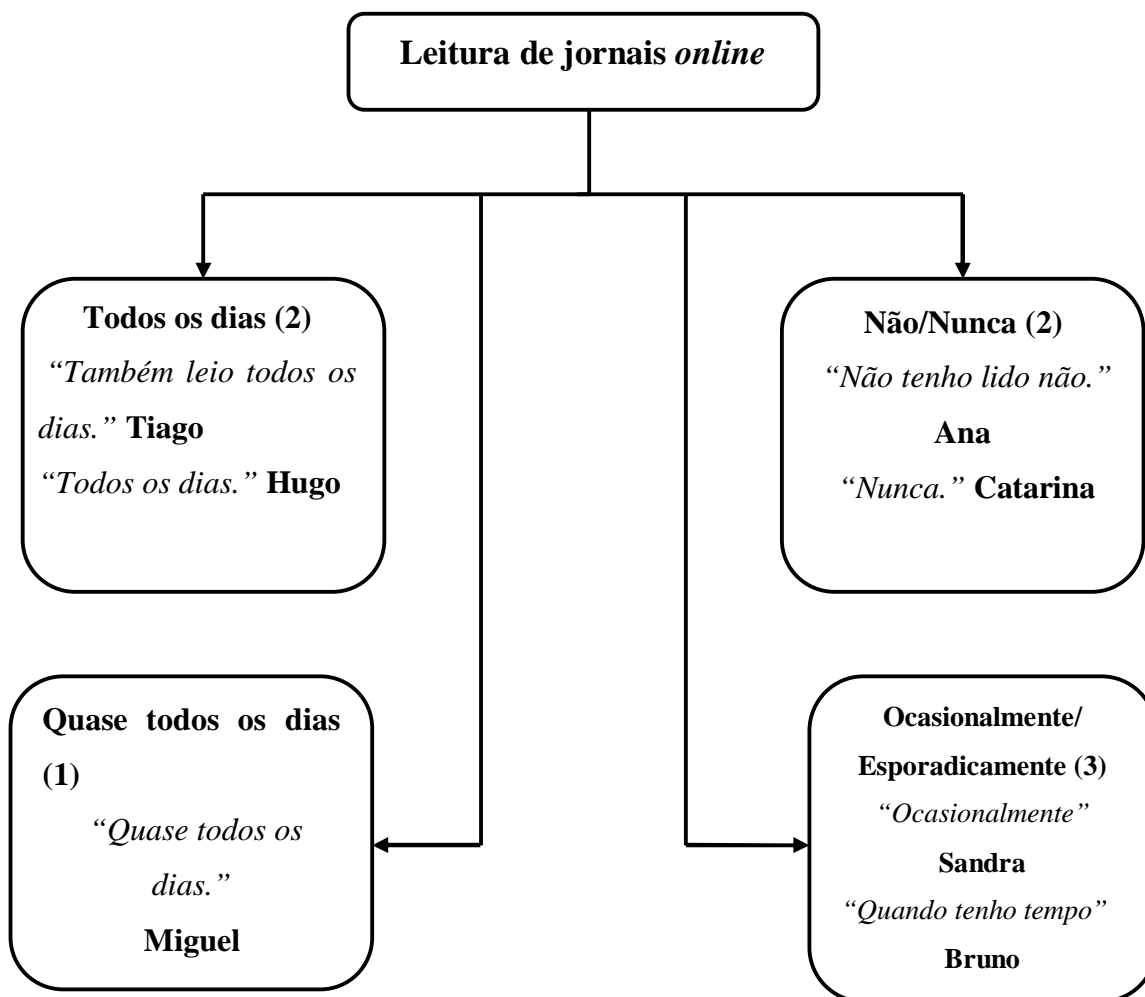 Leitura de jornais online
Todos os dias (2)
“Também leio todos os
dias.” Tiago
“Todos os dias.” Hugo
Não/Nunca (2)
“Não tenho lido não.”
Ana
“Nunca.” Catarina
Quase todos os dias
(1)
“Quase todos os
dias.”
Miguel
Ocasionalmente/
Esporadicamente (3)
“Ocasionalmente”
Sandra
“Quando tenho tempo”
Bruno